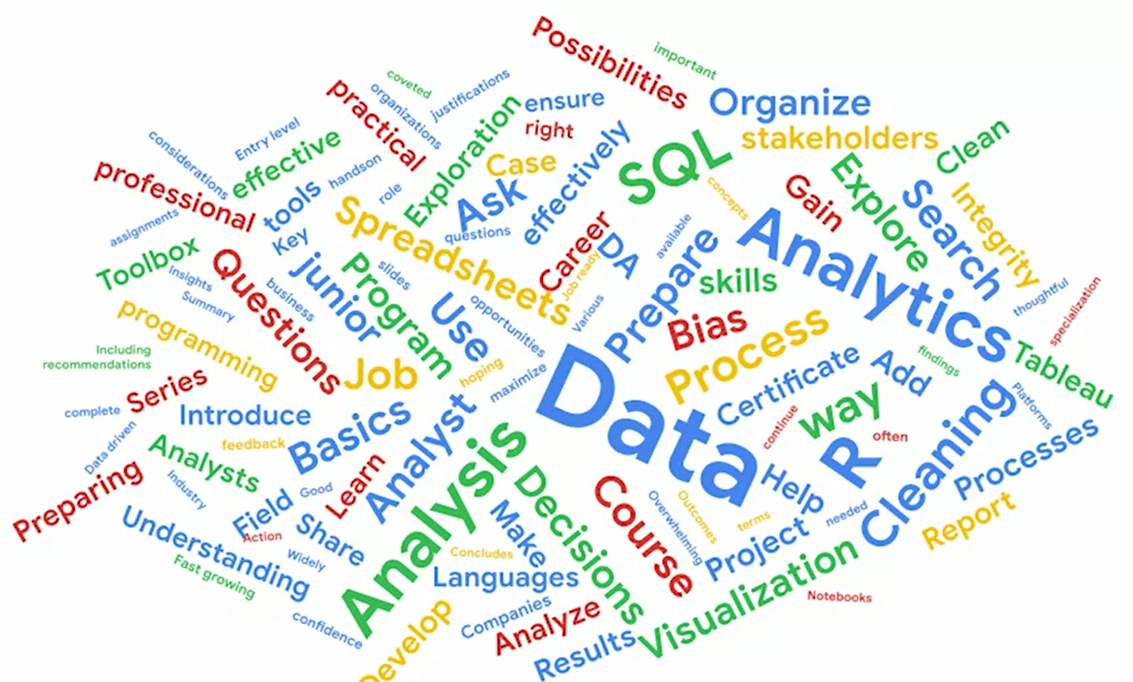 Possibilities
important
coveted
justifications
organizations
practical
ensure
Organize
right
stakeholders
Entry level
considerations
effective
Exploration
Case
effectively
SQL
Clean
professional
handson
role
tools
Ask
concepts
Gain
Explore
Search
Integrity
assignments
Key
Spreadsheets
questions
Career
DA
available
Analytics
Toolbox
Insights
Questions
junior
Program
slides
Job ready
Prepare
skills
thoughtful
specialization
Summary
business
Use
opportunities
Various
Bias
programming
Process
Including
recommendations
Job
hoping
maximize
Data
Certificate
Add
findings
Tableau
Series
complete
Introduce
Basics
Analyst
way
continue
often
Platforms
Data driven
feedback
Analysts
Analysis
R
Cleaning
Processes
Preparing
Industry
Good
Learn
Field
Decisions
Course
Help
Action
Share
Make
Overwhelming
Outcomes
terms
needed
Report
Understanding
Widely
Concludes
Project
Fast growing
Languages
Visualization
Notebooks
confidence
Develop
Companies
Analyze
Results